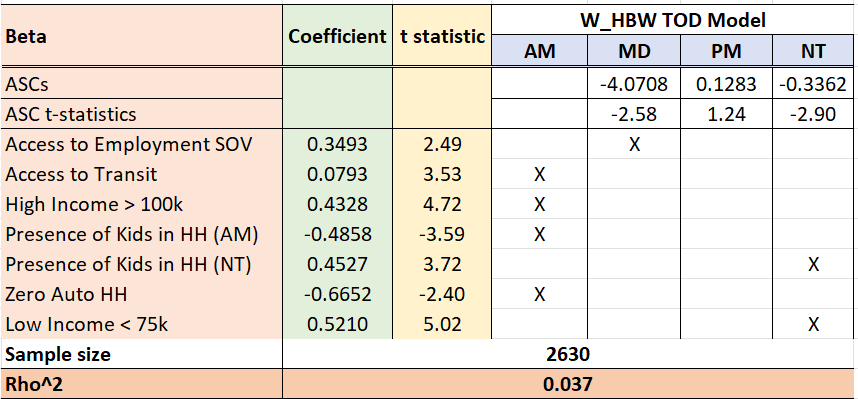 Beta Coefficient t statistic W_HBW TOD Model
AM MD PM NT
ASCs -4.0708 0.1283 -0.3362
ASC t-statistics -2.58 1.24 -2.90
Access to Employment SOV 0.3493 2.49 X
Access to Transit 0.0793 3.53 X
High Income > 100k 0.4328 4.72 X
Presence of Kids in HH (AM) -0.4858 -3.59 X
Presence of Kids in HH (NT) 0.4527 3.72 X
Zero Auto HH -0.6652 -2.40 X
Low Income < 75k 0.5210 5.02 X
Sample size 2630
Rho^2 0.037